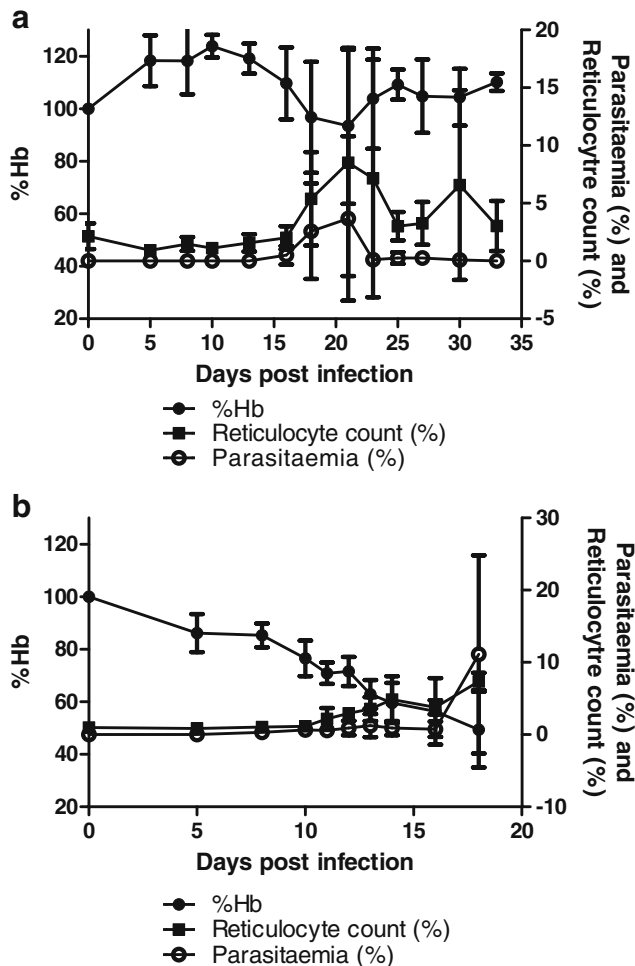 a
120
100
80
60
40
20
%Hb
20
15
10
5
0
-5
Parasitaemia (%) and
Reticulocytre count (%)
0 5 10 15 20 25 30 35
Days post infection
%Hb
Reticulocyte count (%)
Parasitaemia (%)
b
120
100
80
60
40
20
%Hb
30
20
10
0
-10
Parasitaemia (%) and
Reticulocytre count (%)
0 5 10 15 20
Days post infection
%Hb
Reticulocyte count (%)
Parasitaemia (%)